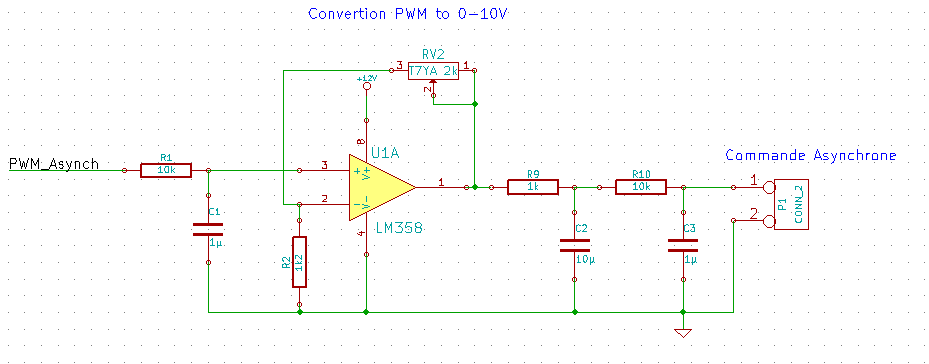 Convertion PWM to 0-10V
RV2
3 T7YA 2k 1
2
+12V
8
U1A
PWM_Asynch
R1
10k
3 + V+
1
2 - V-
LM358
4
C1
1µ
R2
1k2
R9
1k
R10
10k
C2
10µ
C3
1µ
Commande Asynchrone
1
2
P1
CONN_2